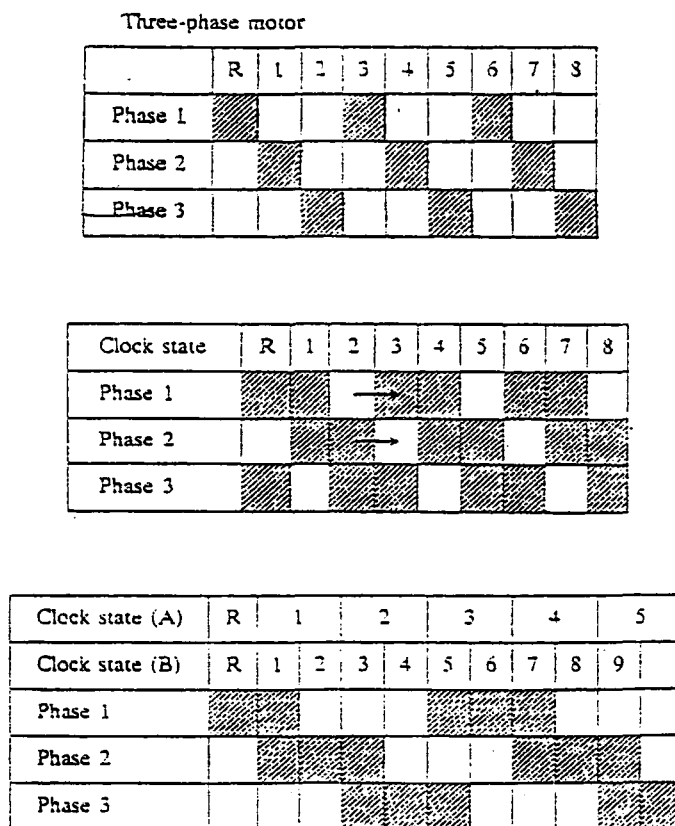 Three-phase motor
R 1 2 3 4 5 6 7 8
Phase 1
Phase 2
Phase 3
Clock state R 1 2 3 4 5 6 7 8
Phase 1
Phase 2
Phase 3
Clock state (A) R 1 2 3 4 5
Clock state (B) R 1 2 3 4 5 6 7 8 9
Phase 1
Phase 2
Phase 3